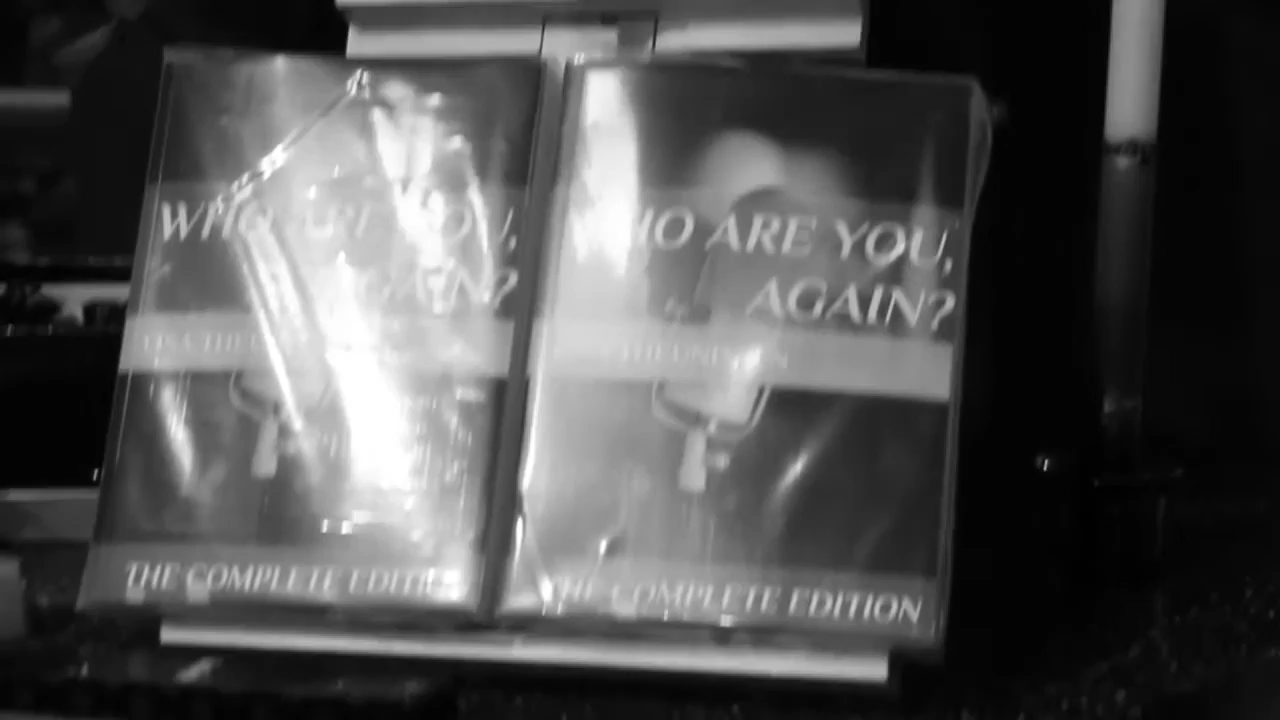 WHO ARE YOU,
AGAIN?
THE COMPLETE EDITION
WHO ARE YOU,
AGAIN?
THE COMPLETE EDITION